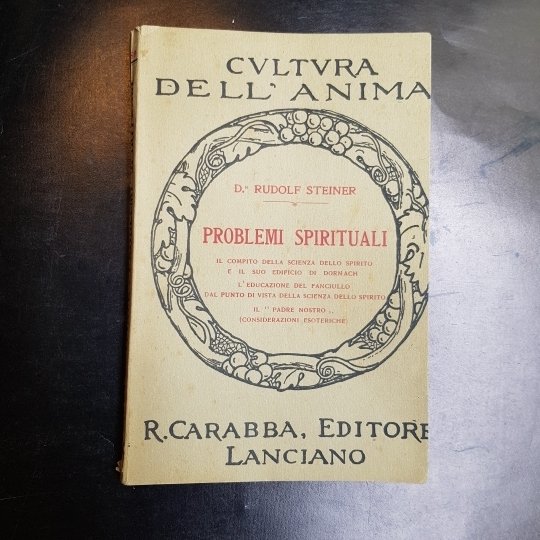 CVLTVRA
DELL' ANIMA
D.r RUDOLF STEINER
PROBLEMI SPIRITUALI
IL COMPITO DELLA SCIENZA DELLO SPIRITO
E IL SUO EDIFICIO DI DORNACH
L'EDUCAZIONE DEL FANCIULLO
DAL PUNTO DI VISTA DELLA SCIENZA DELLO SPIRITO
IL " PADRE NOSTRO „
(CONSIDERAZIONI ESOTERICHE)
R. CARABBA, EDITORE
LANCIANO